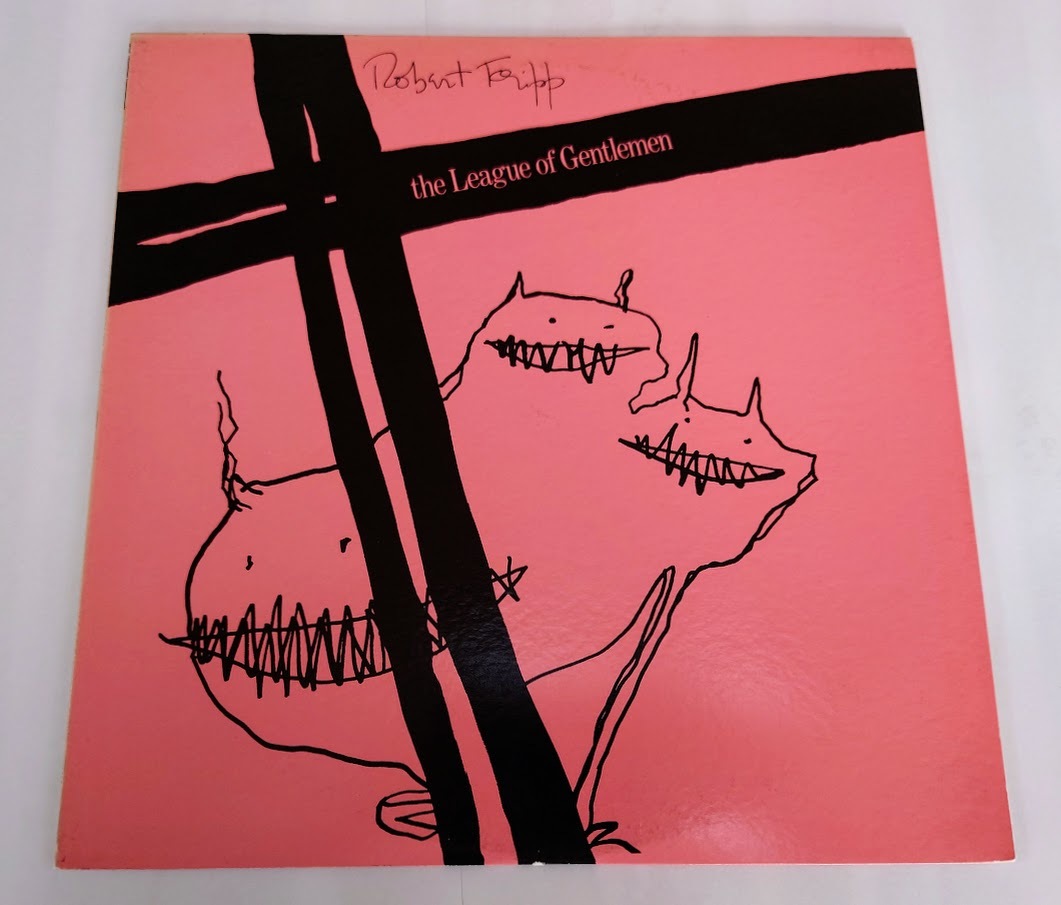 Robert Fripp
the League of Gentlemen